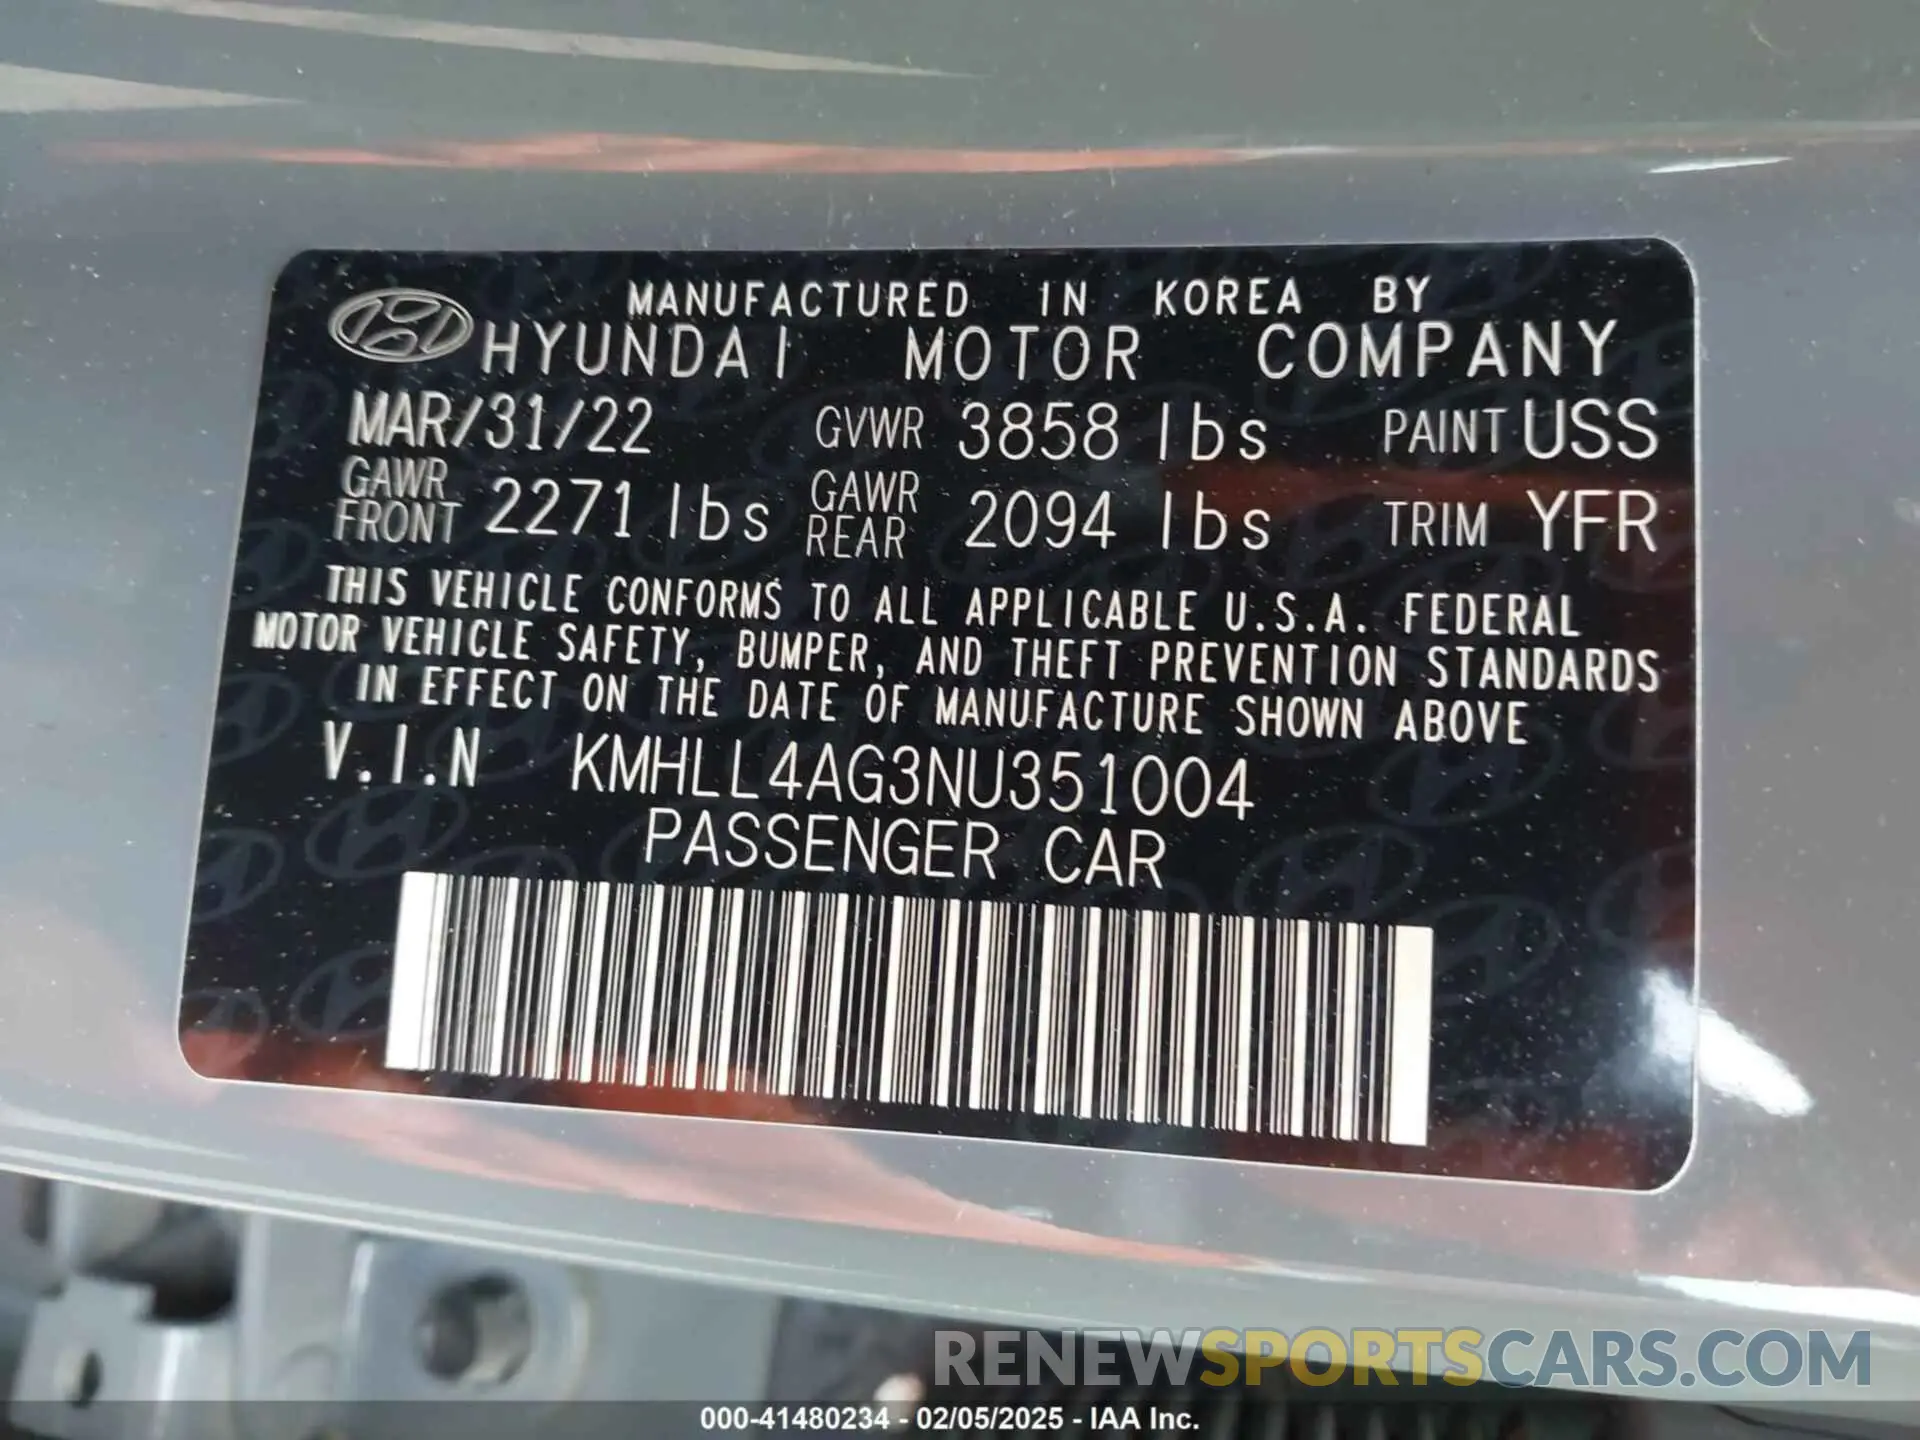 MANUFACTURED IN KOREA BY
HYUNDAI MOTOR COMPANY
MAR/31/22 GVWR 3858 lbs PAINT USS
GAWR FRONT 2271 lbs GAWR REAR 2094 lbs TRIM YFR
THIS VEHICLE CONFORMS TO ALL APPLICABLE U.S.A. FEDERAL
MOTOR VEHICLE SAFETY, BUMPER, AND THEFT PREVENTION STANDARDS
IN EFFECT ON THE DATE OF MANUFACTURE SHOWN ABOVE
V.I.N KMHLL4AG3NU351004
PASSENGER CAR
RENEWSPORTSCARS.COM
000-41480234 - 02/05/2025 - IAA Inc.